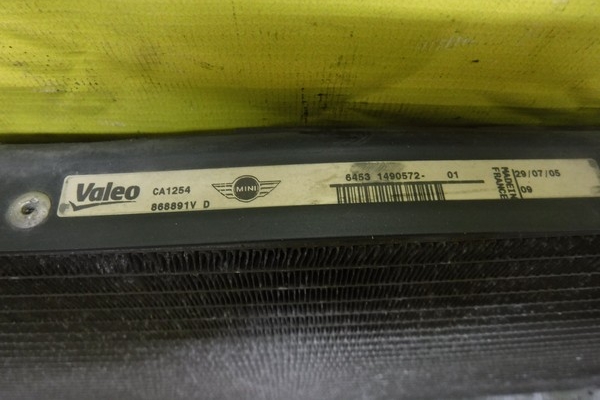 Valeo
CA1254
868891V D
MINI
6453 1490572- 01
MADE IN
FRANCE
29/07/05
09